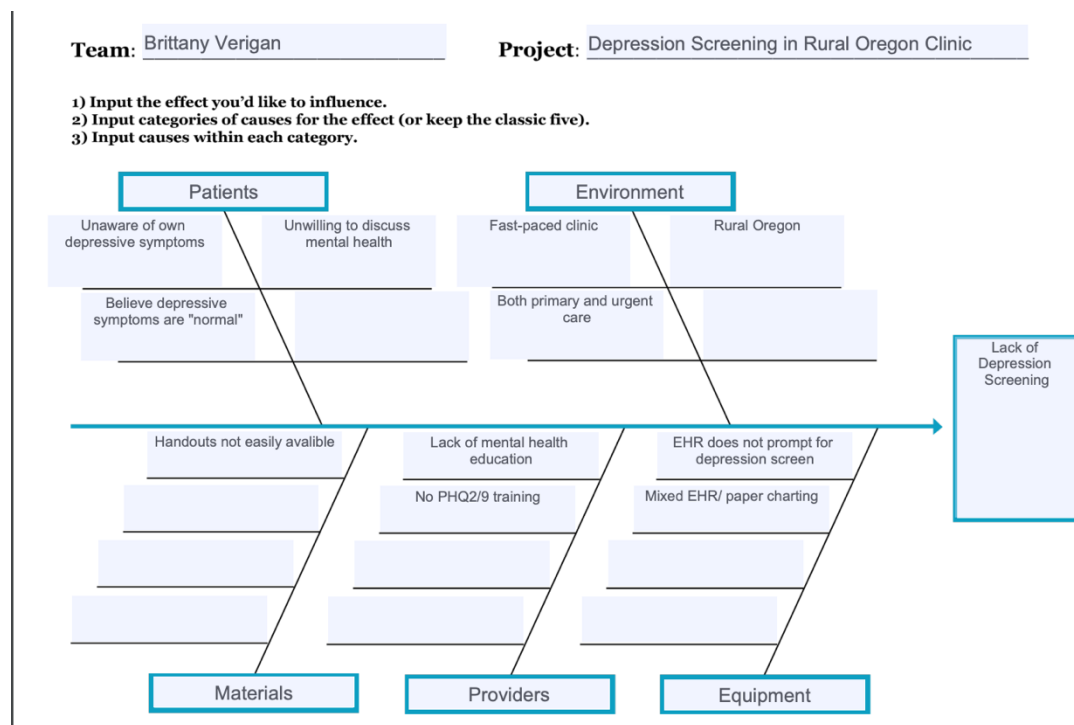 Team: Brittany Verigan
Project: Depression Screening in Rural Oregon Clinic
1) Input the effect you'd like to influence.
2) Input categories of causes for the effect (or keep the classic five).
3) Input causes within each category.
Patients
Environment
Unaware of own
depressive symptoms
Unwilling to discuss
mental health
Fast-paced clinic
Rural Oregon
Believe depressive
symptoms are "normal"
Both primary and urgent
care
Lack of
Depression
Screening
Handouts not easily avalible
Lack of mental health
education
EHR does not prompt for
depression screen
No PHQ2/9 training
Mixed EHR/ paper charting
Materials
Providers
Equipment